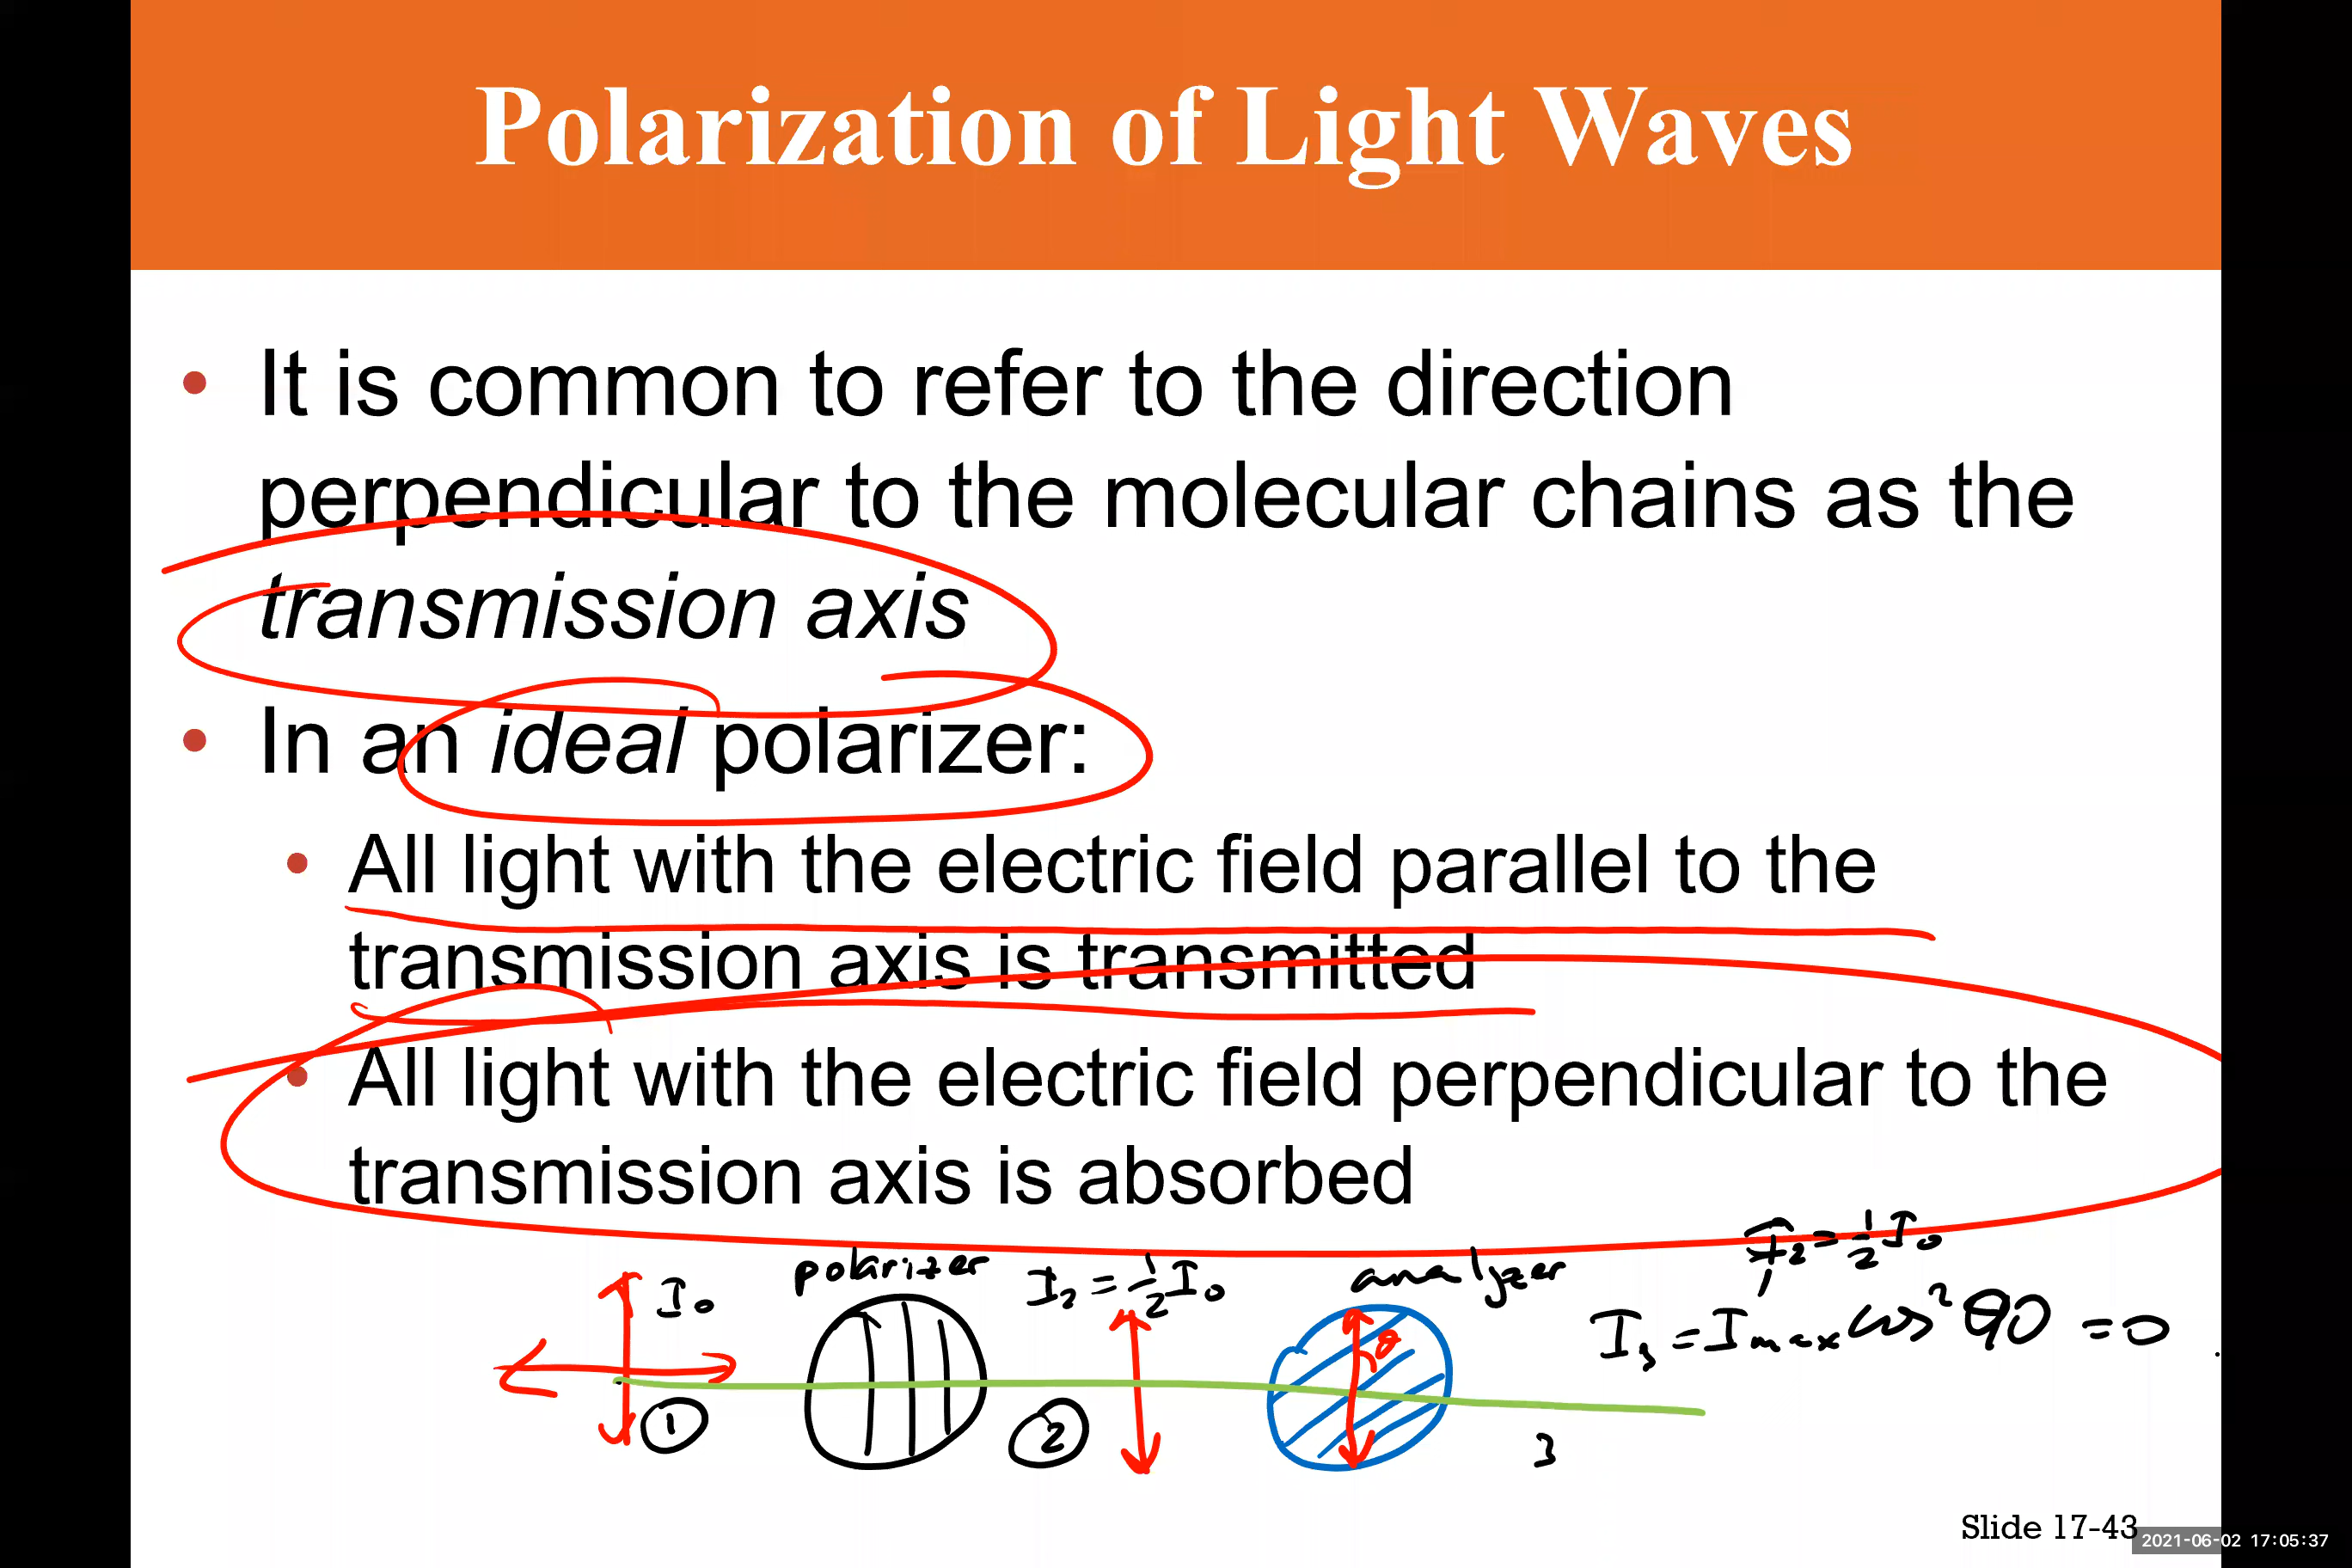 Polarization of Light Waves
• It is common to refer to the direction
perpendicular to the molecular chains as the
transmission axis
• In an ideal polarizer:
• All light with the electric field parallel to the
transmission axis is transmitted
• All light with the electric field perpendicular to the
transmission axis is absorbed
I₀
polarizer
I₂ = ½ I₀
analyzer
I₂ = ½ I₀
I₃ = I max cos² 90 = 0
θ
1
2
3
Slide 17-43
2021-06-02 17:05:37